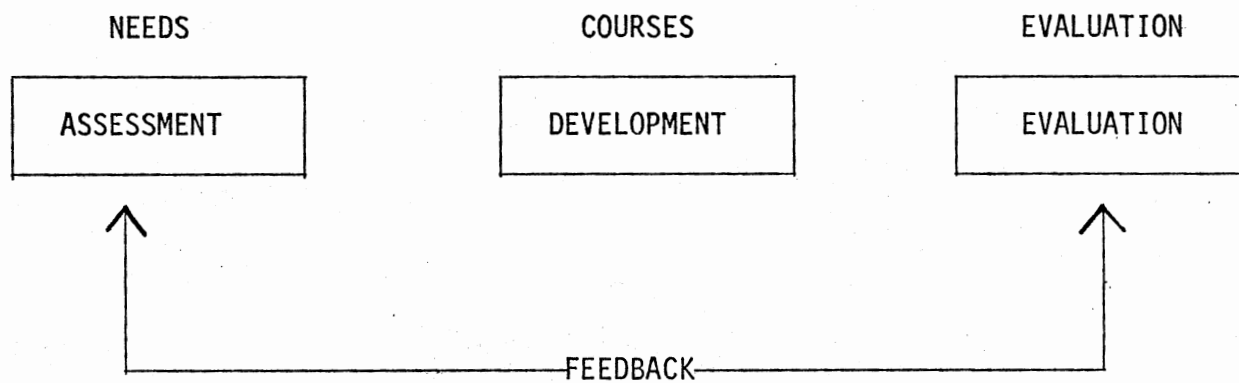 NEEDS COURSES EVALUATION
ASSESSMENT DEVELOPMENT EVALUATION
FEEDBACK